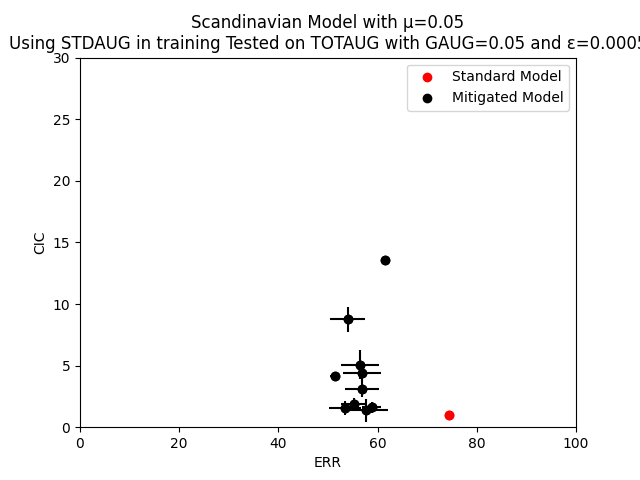 Scandinavian Model with μ=0.05
Using STDAUG in training Tested on TOTAUG with GAUG=0.05 and ε=0.0005
30
25
20
15
10
5
0
CIC
Standard Model
Mitigated Model
0 20 40 60 80 100
ERR